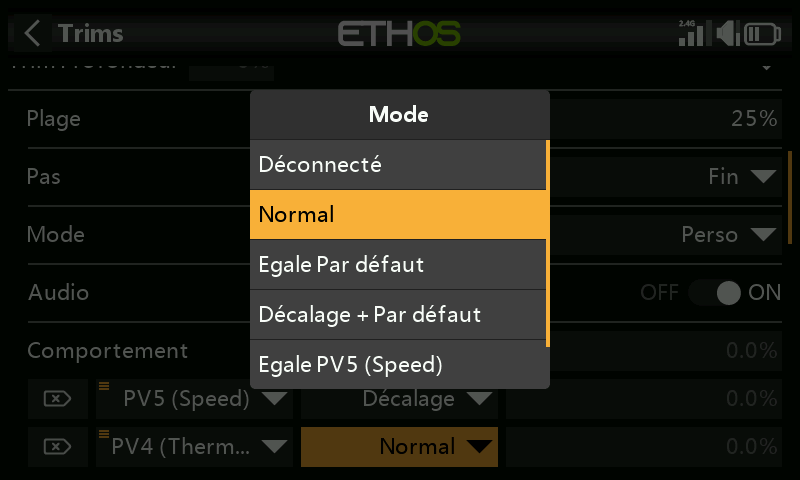 Trims
ETHOS
2.4G
Mode
Plage
25%
Déconnecté
Pas
Fin
Normal
Mode
Perso
Egale Par défaut
Audio
OFF
ON
Décalage + Par défaut
Comportement
0.0%
Egale PV5 (Speed)
PV5 (Speed)
Décalage
0.0%
PV4 (Therm...
Normal
0.0%